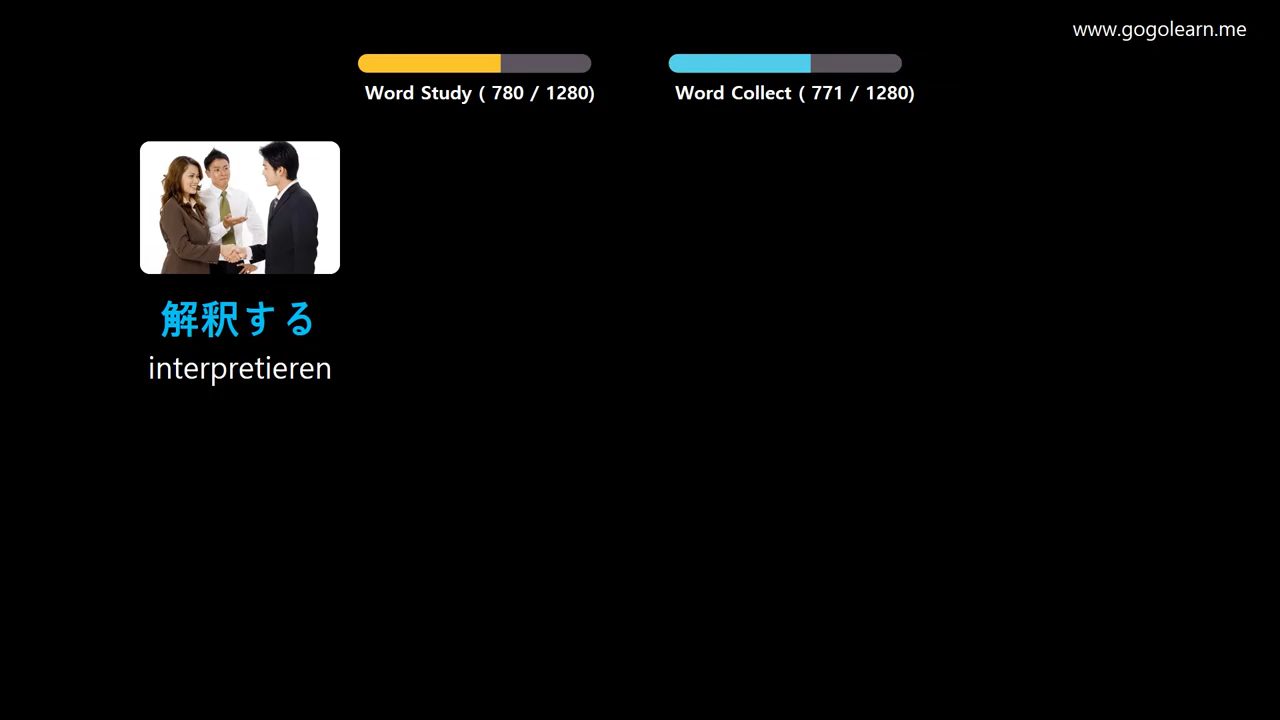 www.gogolearn.me
Word Study ( 780 / 1280)
Word Collect ( 771 / 1280)
解釈する
interpretieren